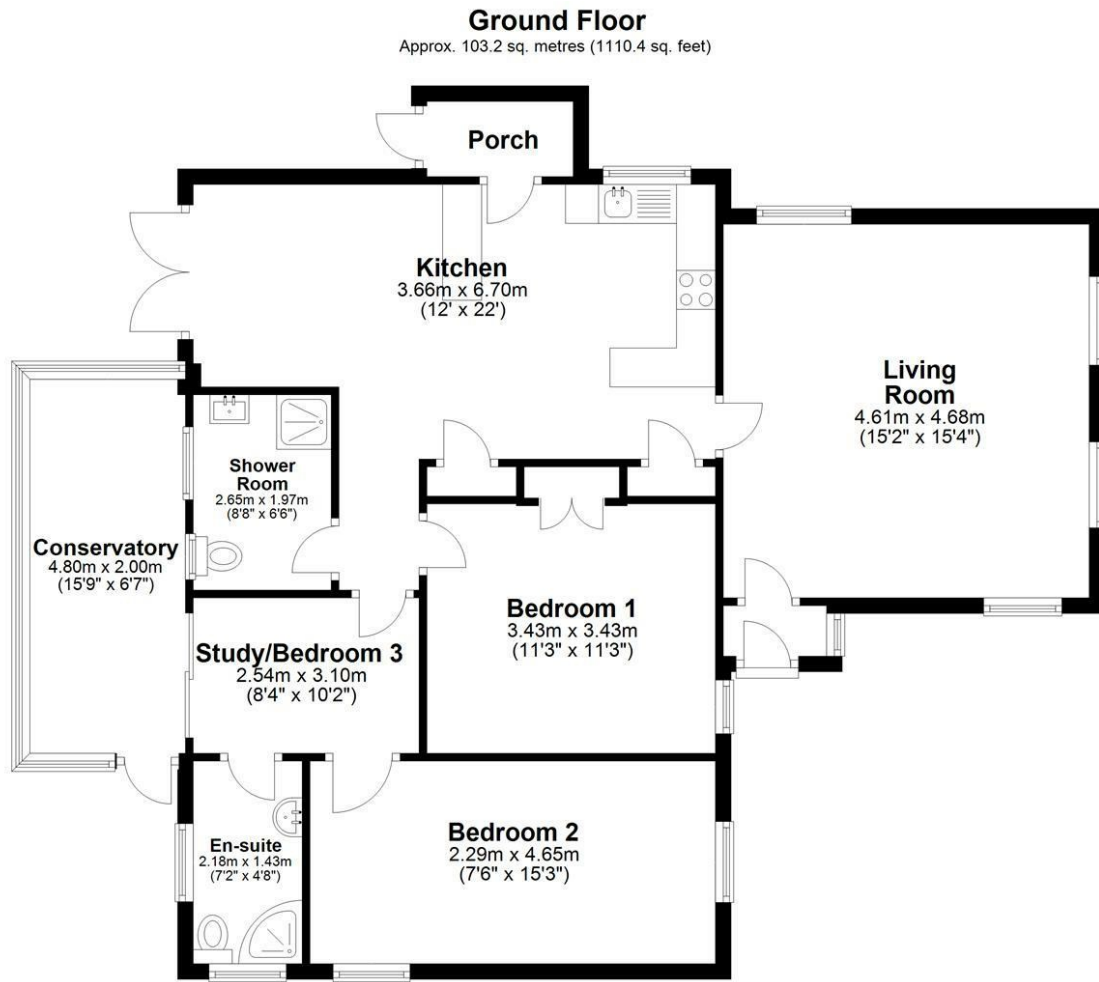 Ground Floor
Approx. 103.2 sq. metres (1110.4 sq. feet)
Porch
Kitchen
3.66m x 6.70m
(12' x 22')
Living
Room
4.61m x 4.68m
(15'2" x 15'4")
Shower
Room
2.65m x 1.97m
(8'8" x 6'6")
Conservatory
4.80m x 2.00m
(15'9" x 6'7")
Bedroom 1
3.43m x 3.43m
(11'3" x 11'3")
Study/Bedroom 3
2.54m x 3.10m
(8'4" x 10'2")
En-suite
2.18m x 1.43m
(7'2" x 4'8")
Bedroom 2
2.29m x 4.65m
(7'6" x 15'3")